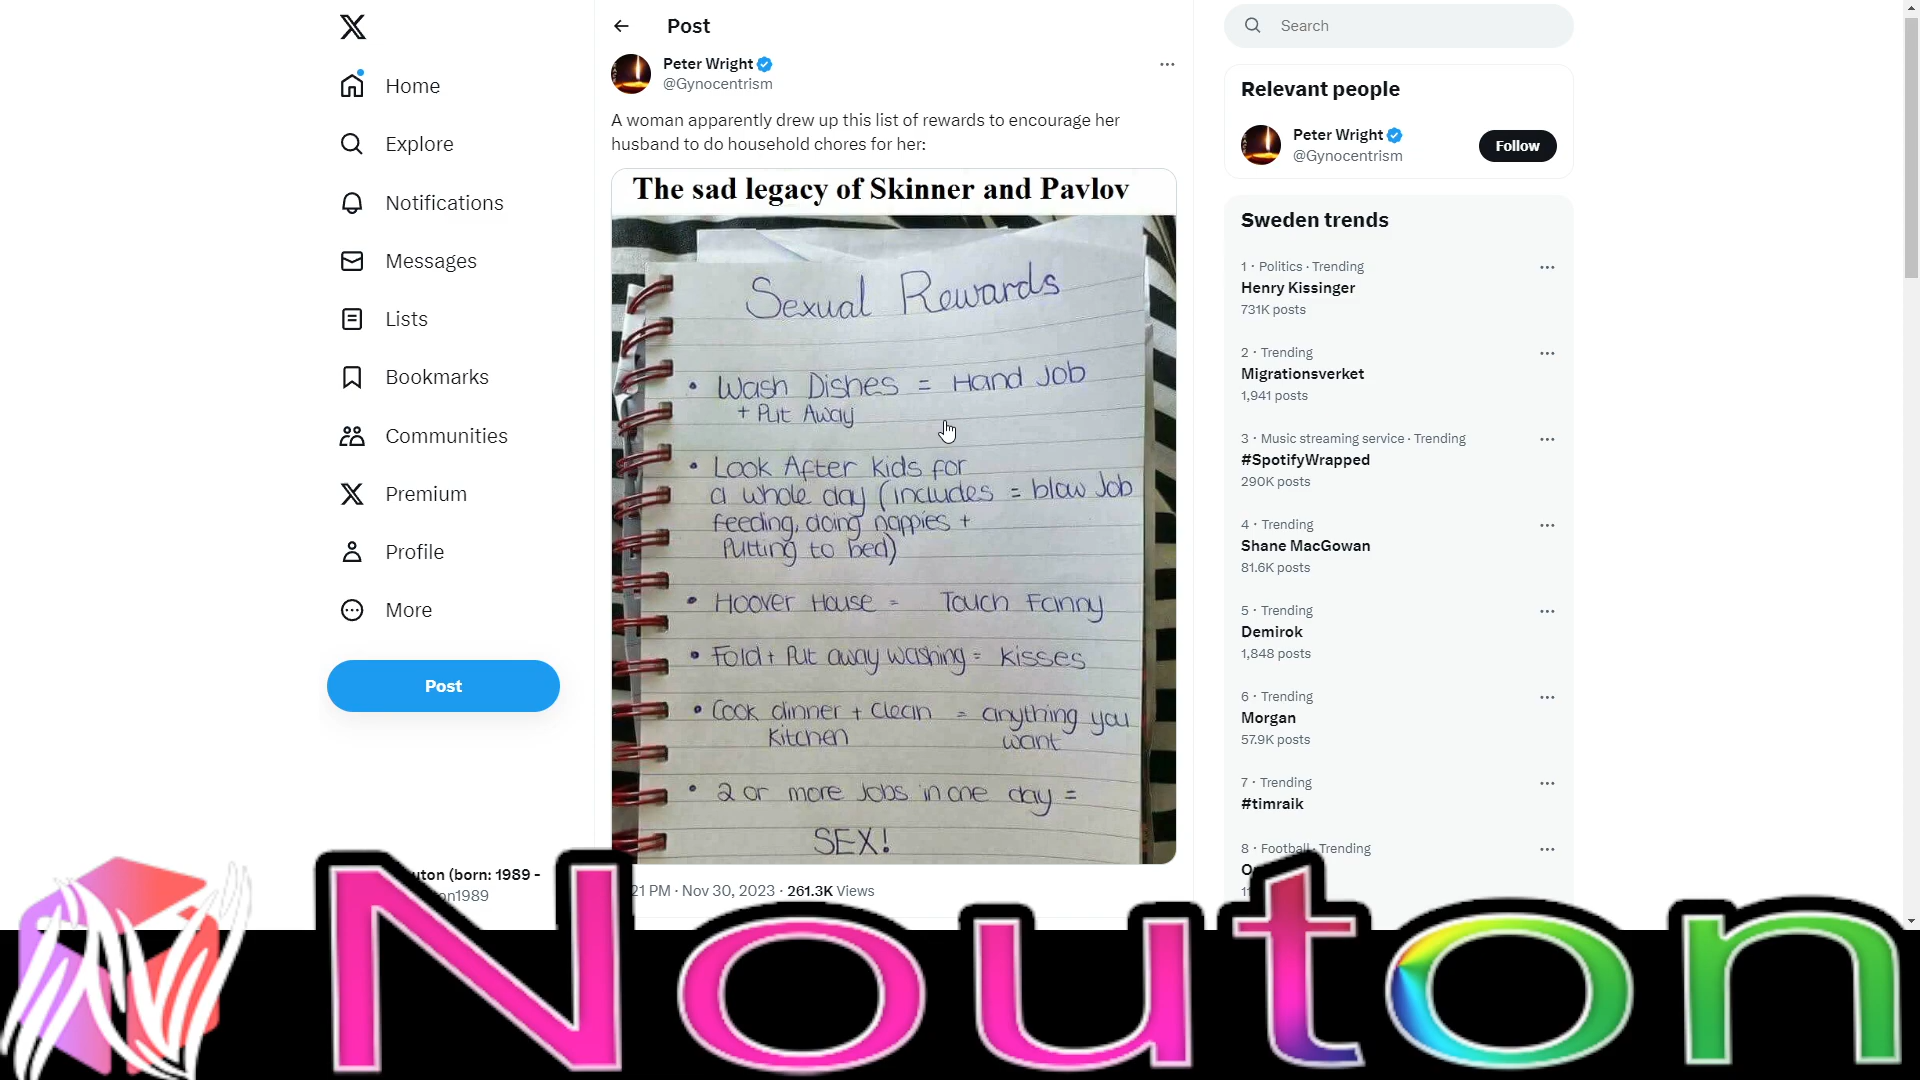 Post
Peter Wright
@Gynocentrism
A woman apparently drew up this list of rewards to encourage her
husband to do household chores for her:
The sad legacy of Skinner and Pavlov
Sexual Rewards
• Wash Dishes = Hand Job
+ Put Away
• Look After kids for
a whole day (includes = blow Job
feeding, doing nappies +
Putting to bed)
• Hoover House = Touch Fanny
• Fold + Put away washing = kisses
• Cook dinner + clean = anything you
kitchen want
• 2 or more Jobs in one day =
SEX!
21 PM · Nov 30, 2023 · 261.3K Views
Home
Explore
Notifications
Messages
Lists
Bookmarks
Communities
Premium
Profile
More
Post
uton (born: 1989 -
on1989
Search
Relevant people
Peter Wright
@Gynocentrism
Follow
Sweden trends
1 · Politics · Trending
Henry Kissinger
731K posts
2 · Trending
Migrationsverket
1,941 posts
3 · Music streaming service · Trending
#SpotifyWrapped
290K posts
4 · Trending
Shane MacGowan
81.6K posts
5 · Trending
Demirok
1,848 posts
6 · Trending
Morgan
57.9K posts
7 · Trending
#timraik
8 · Football · Trending
Nouton